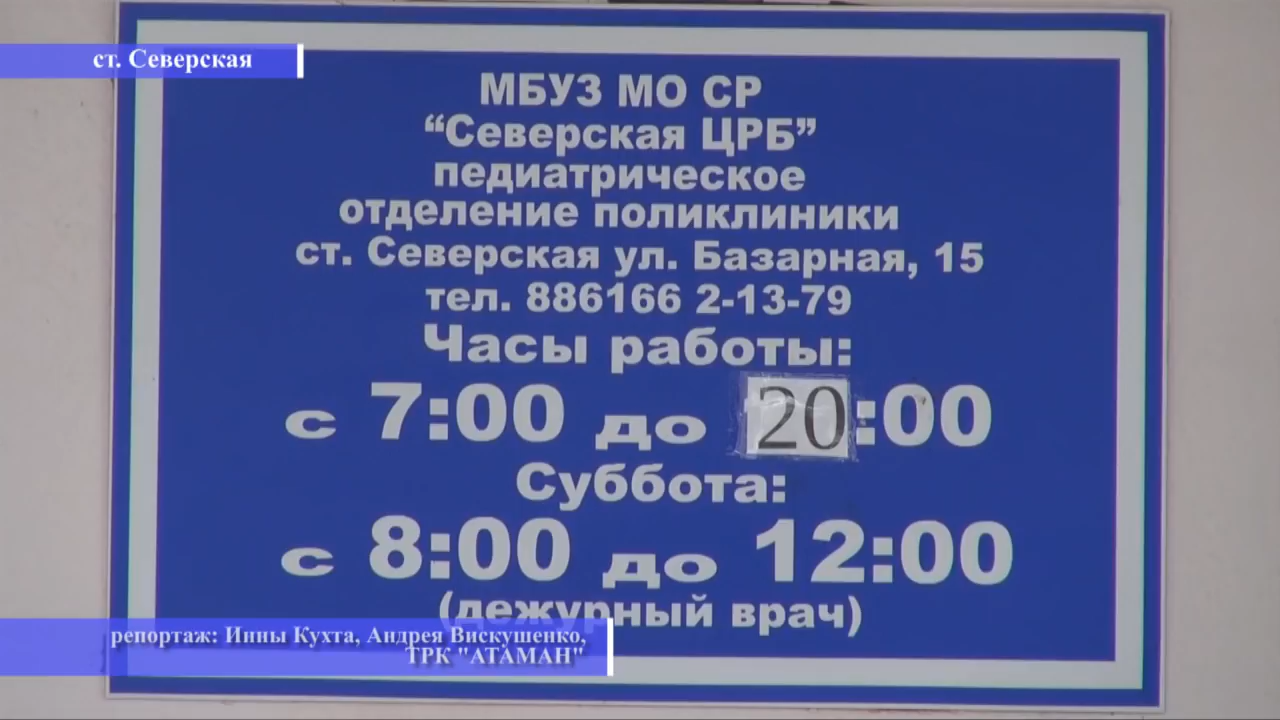 ст. Северская
МБУЗ МО СР
“Северская ЦРБ”
педиатрическое
отделение поликлиники
ст. Северская ул. Базарная, 15
тел. 886166 2-13-79
Часы работы:
с 7:00 до 20:00
Суббота:
с 8:00 до 12:00
(дежурный врач)
репортаж: Инны Кухта, Андрея Вискушенко,
ТРК "АТАМАН"